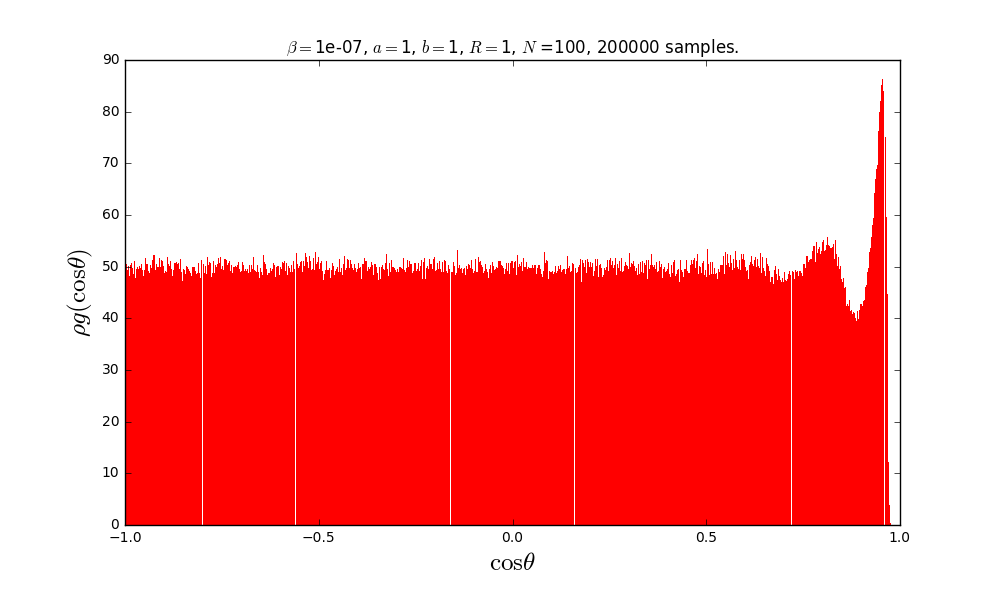 β = 1e-07, a = 1, b = 1, R = 1, N =100, 200000 samples.
90
80
70
60
50
40
30
20
10
0
ρg(cosθ)
−1.0 −0.5 0.0 0.5 1.0
cosθ